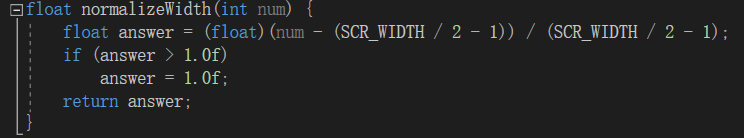 float normalizeWidth(int num) {
    float answer = (float)(num - (SCR_WIDTH / 2 - 1)) / (SCR_WIDTH / 2 - 1);
    if (answer > 1.0f)
        answer = 1.0f;
    return answer;
}